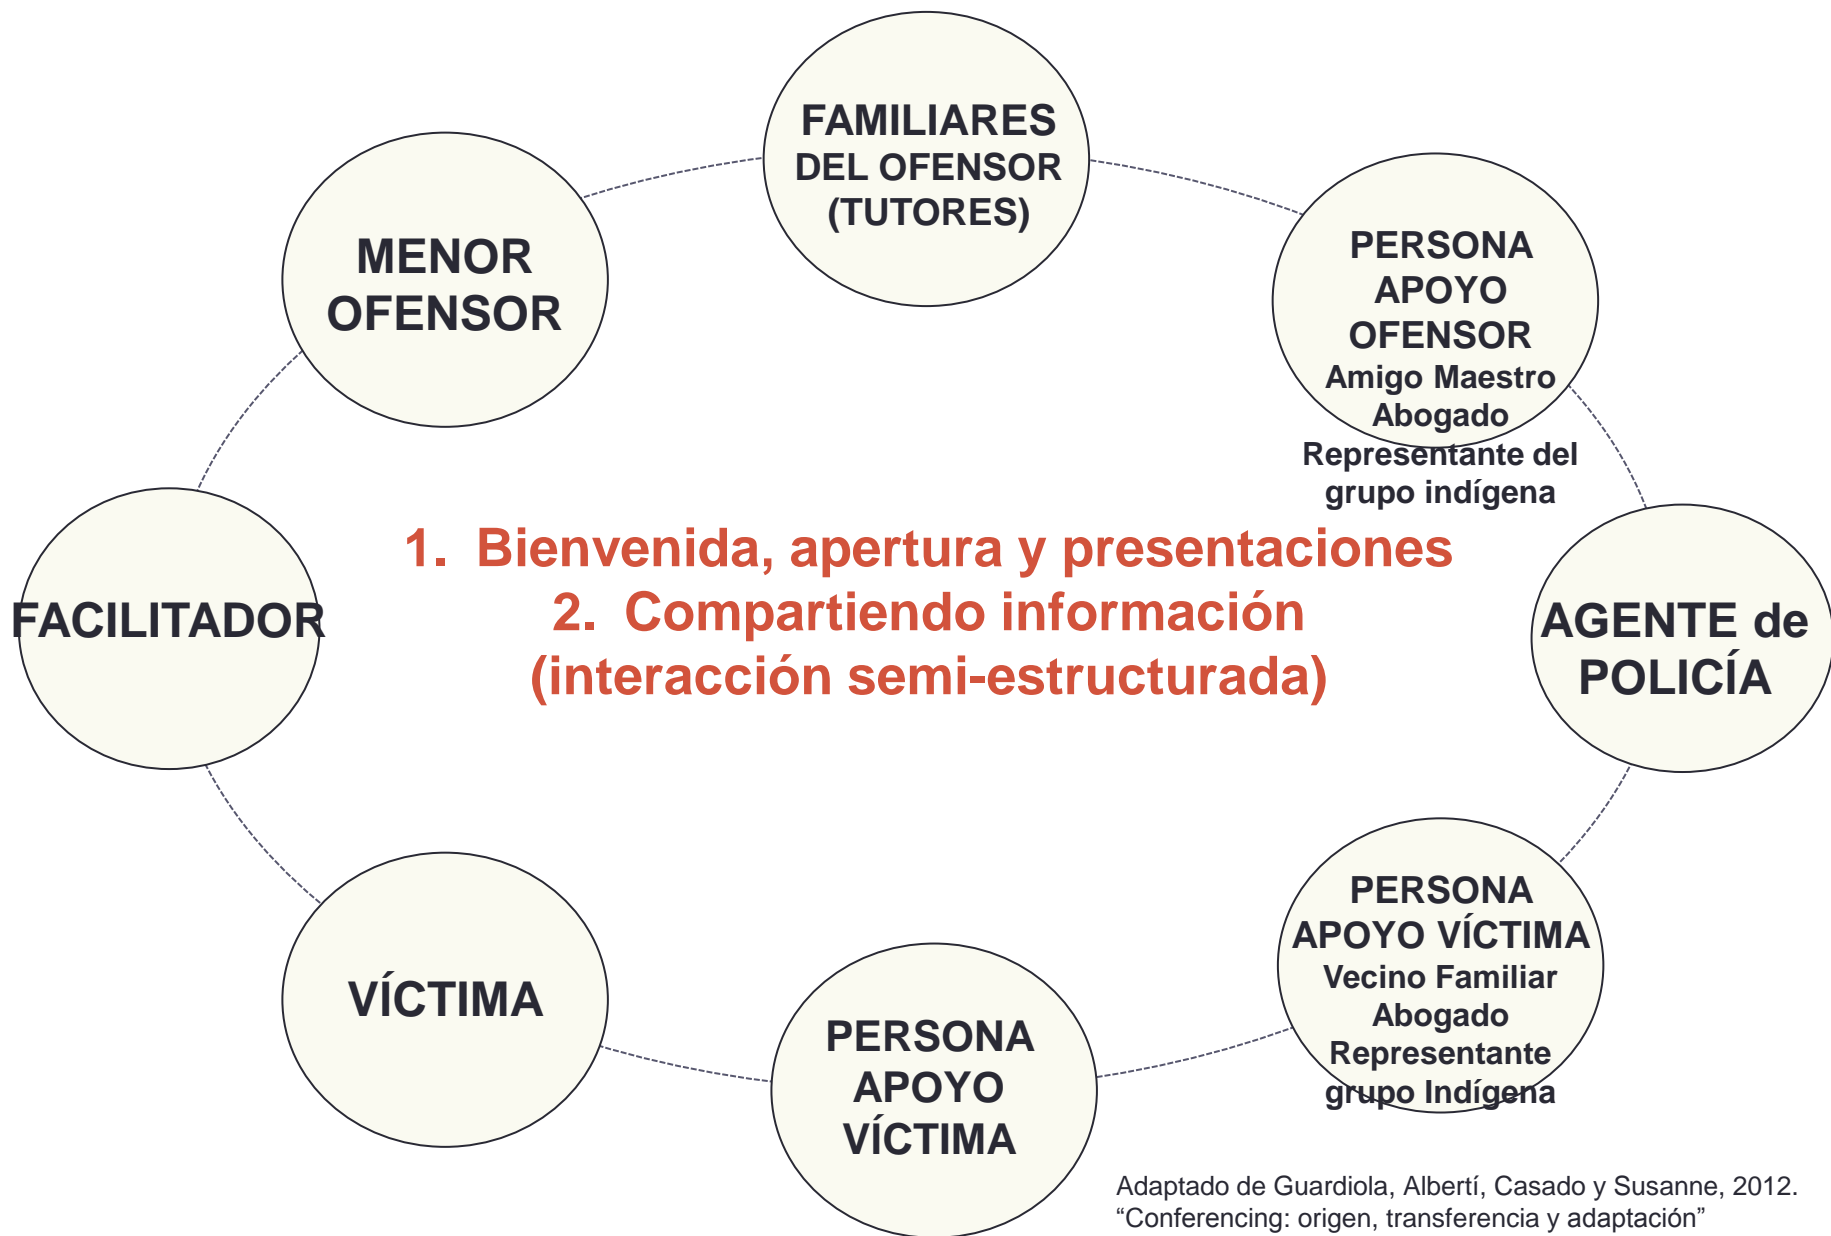 FAMILIARES
DEL OFENSOR
(TUTORES)
MENOR
OFENSOR
PERSONA
APOYO
OFENSOR
Amigo Maestro
Abogado
Representante del
grupo indígena
FACILITADOR
1. Bienvenida, apertura y presentaciones
2. Compartiendo información
(interacción semi-estructurada)
AGENTE de
POLICÍA
VÍCTIMA
PERSONA
APOYO
VÍCTIMA
PERSONA
APOYO VÍCTIMA
Vecino Familiar
Abogado
Representante
grupo Indígena
Adaptado de Guardiola, Albertí, Casado y Susanne, 2012.
“Conferencing: origen, transferencia y adaptación”